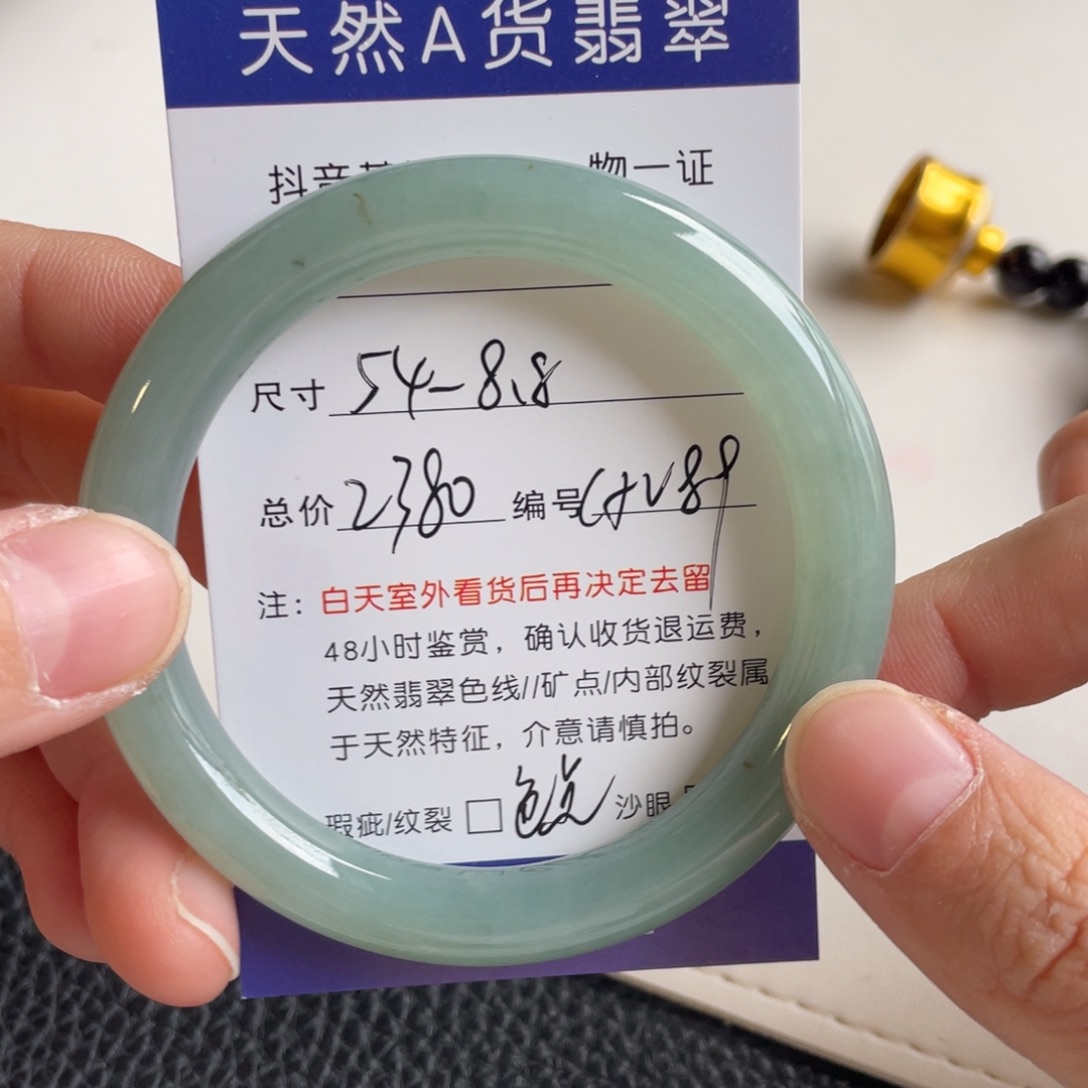 天然A货翡翠
抖音 物一证
尺寸 54-8.8
总价 2380 编号
注：白天室外看货后再决定去留
48小时鉴赏，确认收货退运费，
天然翡翠色线//矿点/内部纹裂属
于天然特征，介意请慎拍。
瑕疵/纹裂 □ 色点 沙眼